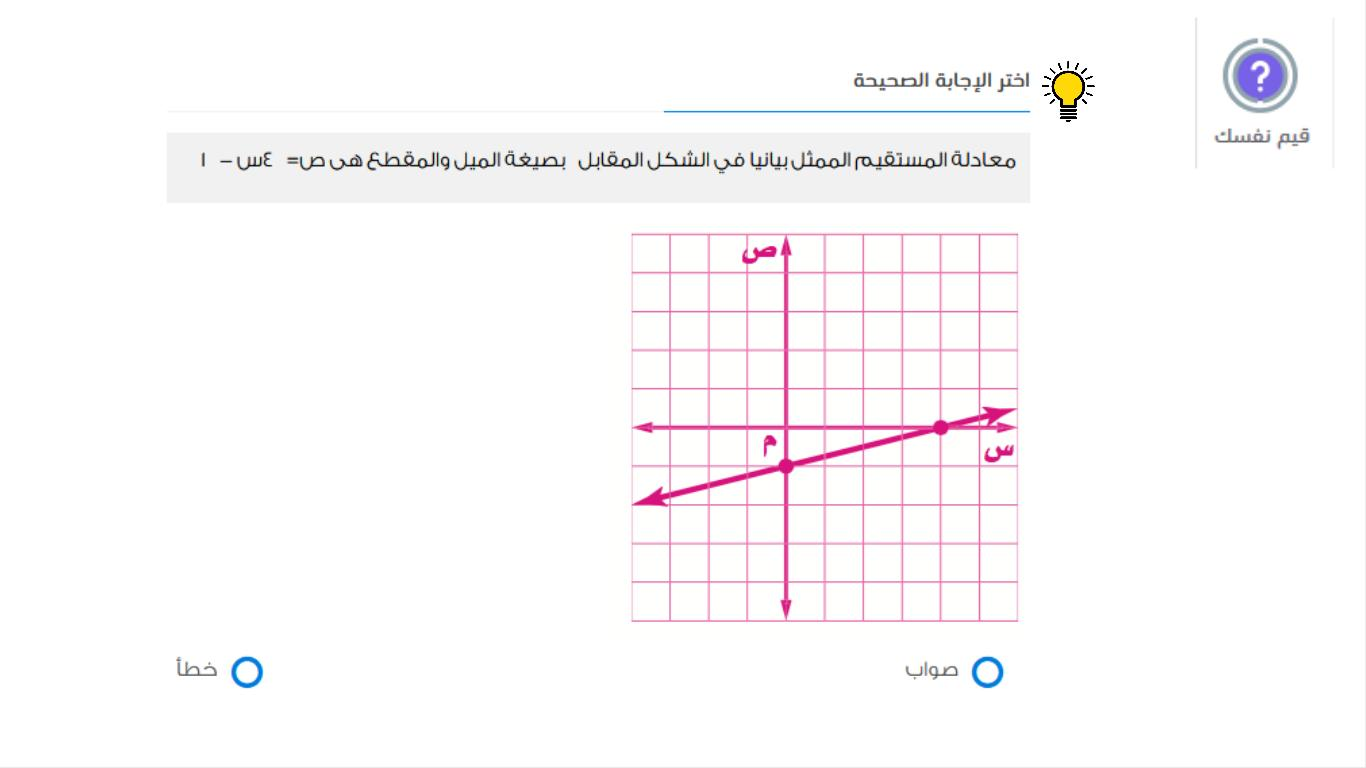 قيم نفسك
اختر الإجابة الصحيحة
معادلة المستقيم الممثل بيانيا في الشكل المقابل بصيغة الميل والمقطع هى ص= ٤س – ١
ص
م
س
صواب
خطأ